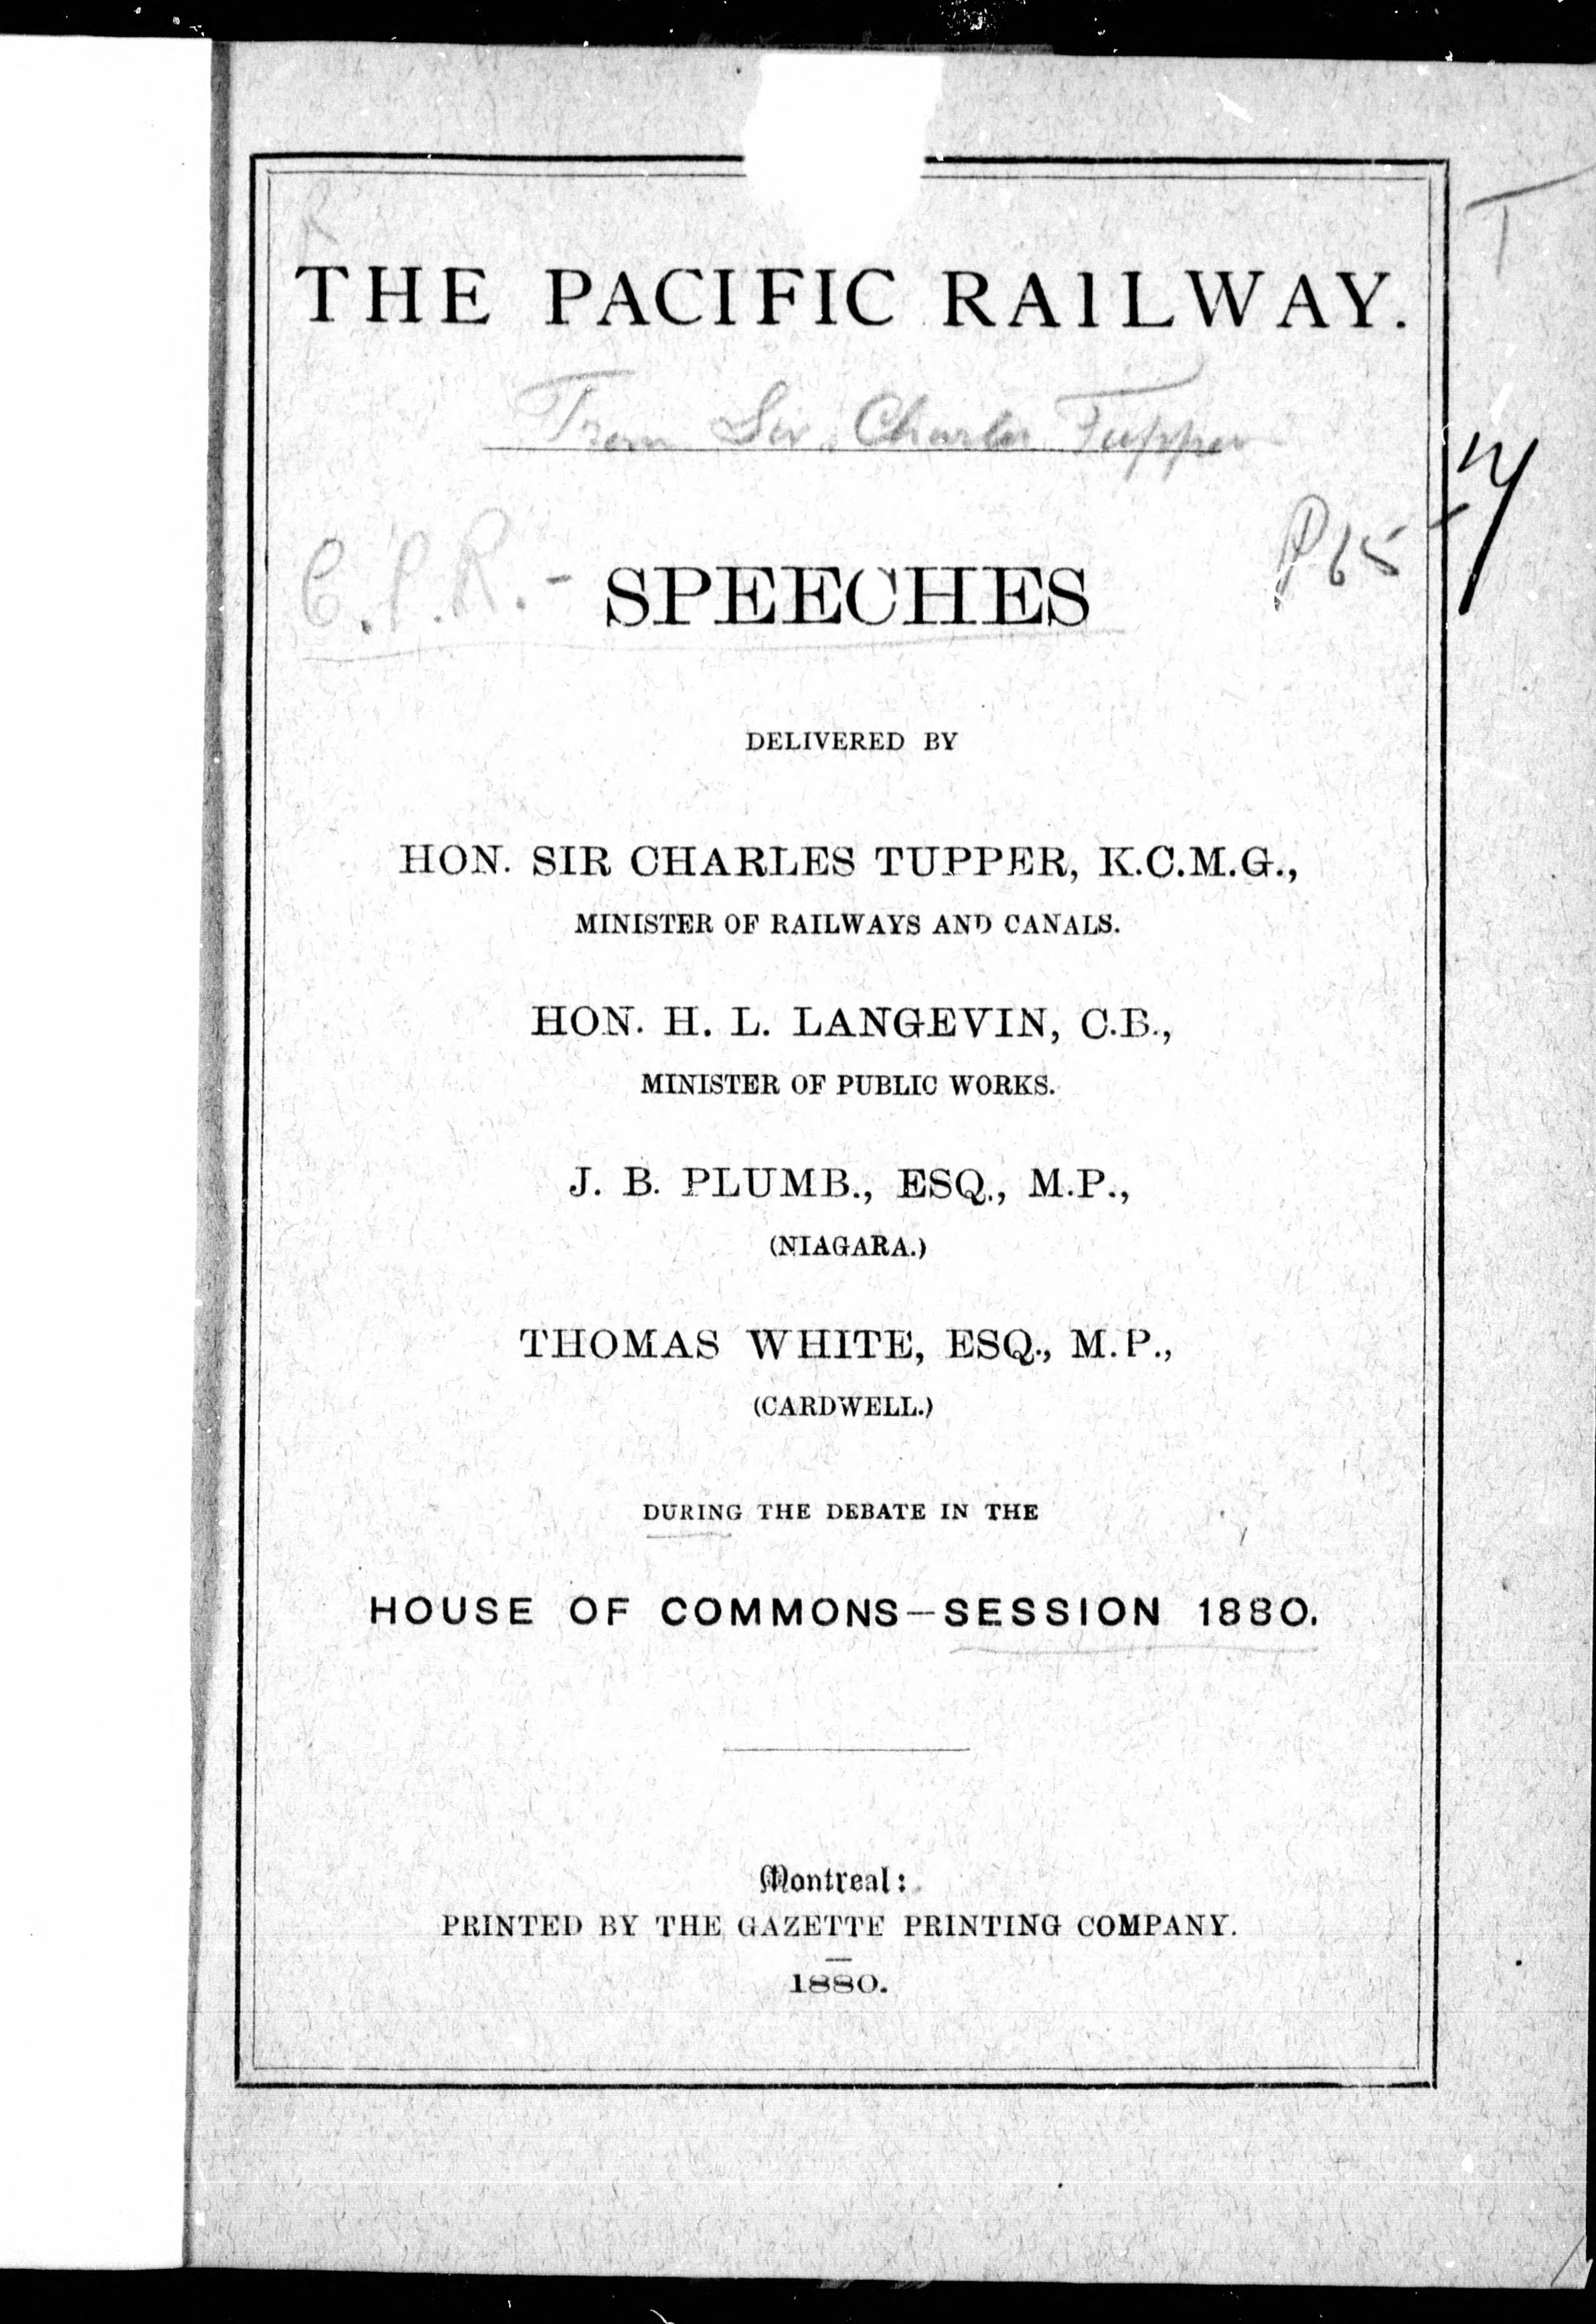 THE PACIFIC RAILWAY.
From Sir Charles Tupper
C.P.R. - SPEECHES
P65
DELIVERED BY
HON. SIR CHARLES TUPPER, K.C.M.G.,
MINISTER OF RAILWAYS AND CANALS.
HON. H. L. LANGEVIN, C.B.,
MINISTER OF PUBLIC WORKS.
J. B. PLUMB., ESQ., M.P.,
(NIAGARA.)
THOMAS WHITE, ESQ., M.P.,
(CARDWELL.)
DURING THE DEBATE IN THE
HOUSE OF COMMONS—SESSION 1880.
Montreal:
PRINTED BY THE GAZETTE PRINTING COMPANY.
1880.